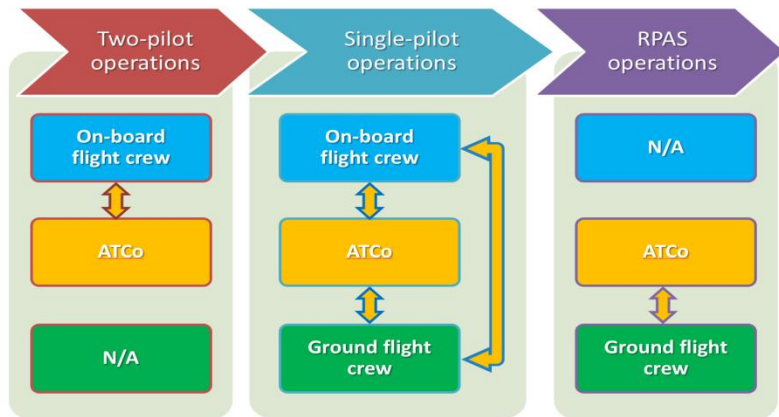 Two-pilot
operations
Single-pilot
operations
RPAS
operations
On-board
flight crew
ATCo
N/A
On-board
flight crew
ATCo
Ground flight
crew
N/A
ATCo
Ground flight
crew